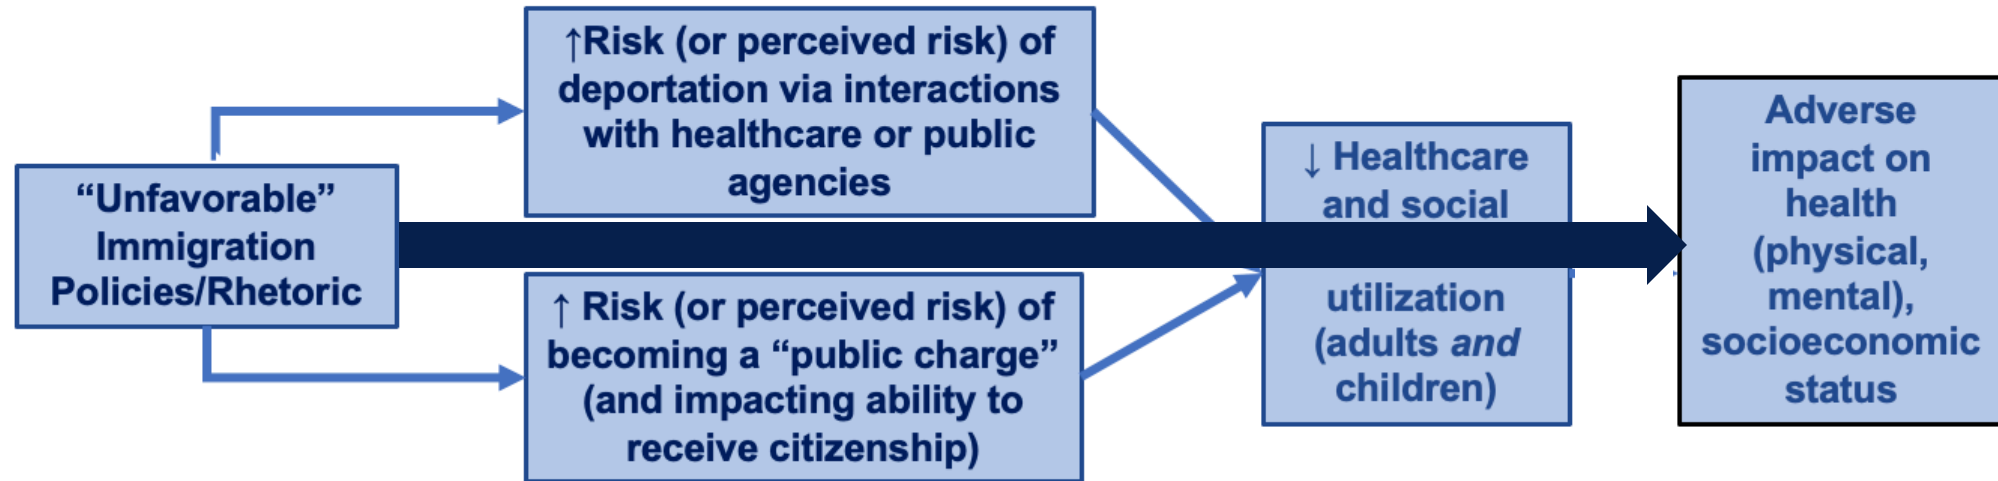 “Unfavorable”
Immigration
Policies/Rhetoric
↑Risk (or perceived risk) of
deportation via interactions
with healthcare or public
agencies
↑ Risk (or perceived risk) of
becoming a “public charge”
(and impacting ability to
receive citizenship)
↓ Healthcare
and social
utilization
(adults and
children)
Adverse
impact on
health
(physical,
mental),
socioeconomic
status